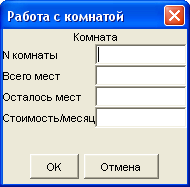 Работа с комнатой
Комната
N комнаты
Всего мест
Осталось мест
Стоимость/месяц
OK Отмена